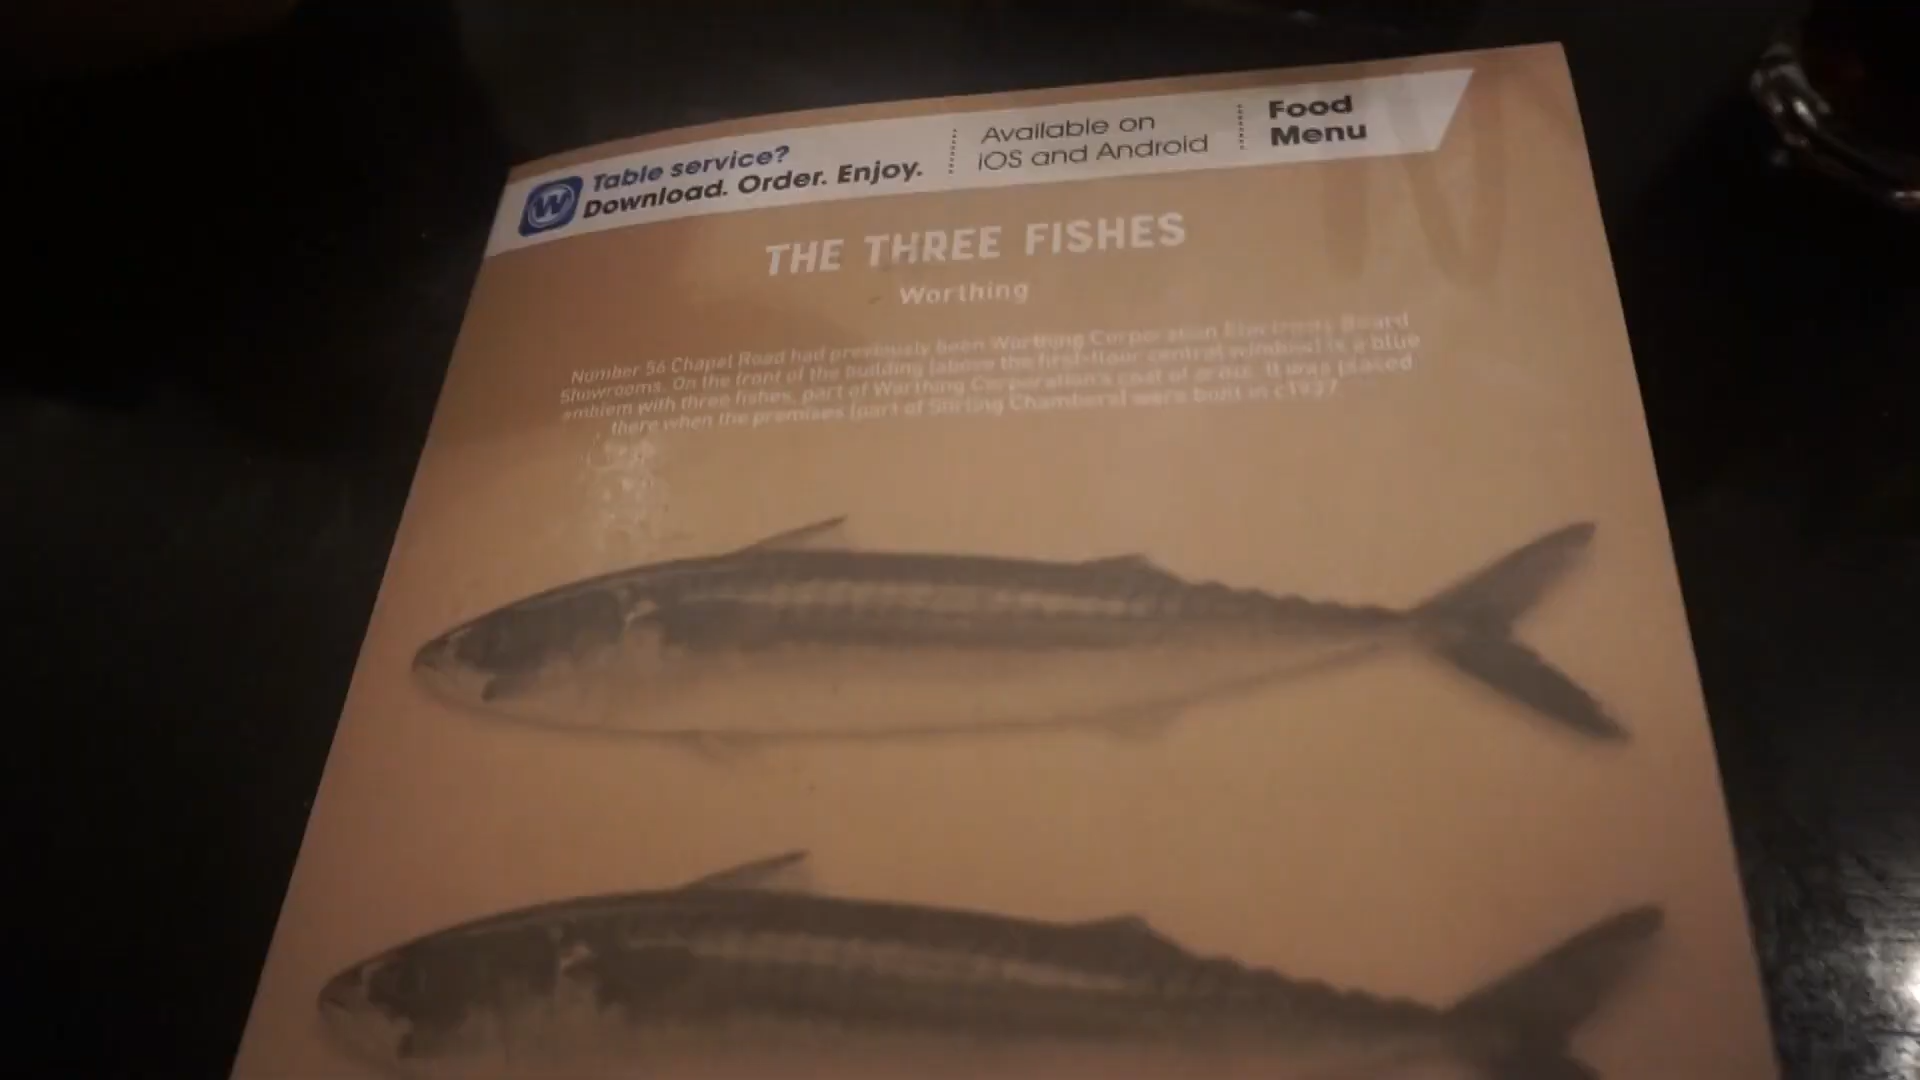 Table service?
Download. Order. Enjoy.
Available on
iOS and Android
Food
Menu
W
THE THREE FISHES
Worthing
Number 56 Chapel Road had previously been Worthing Corporation Electricity Board
Showrooms. On the front of the building (above the first-floor central window) is a blue
emblem with three fishes, part of Worthing Corporation's coat of arms. It was placed
there when the premises (part of Stirling Chambers) were built in c1937.